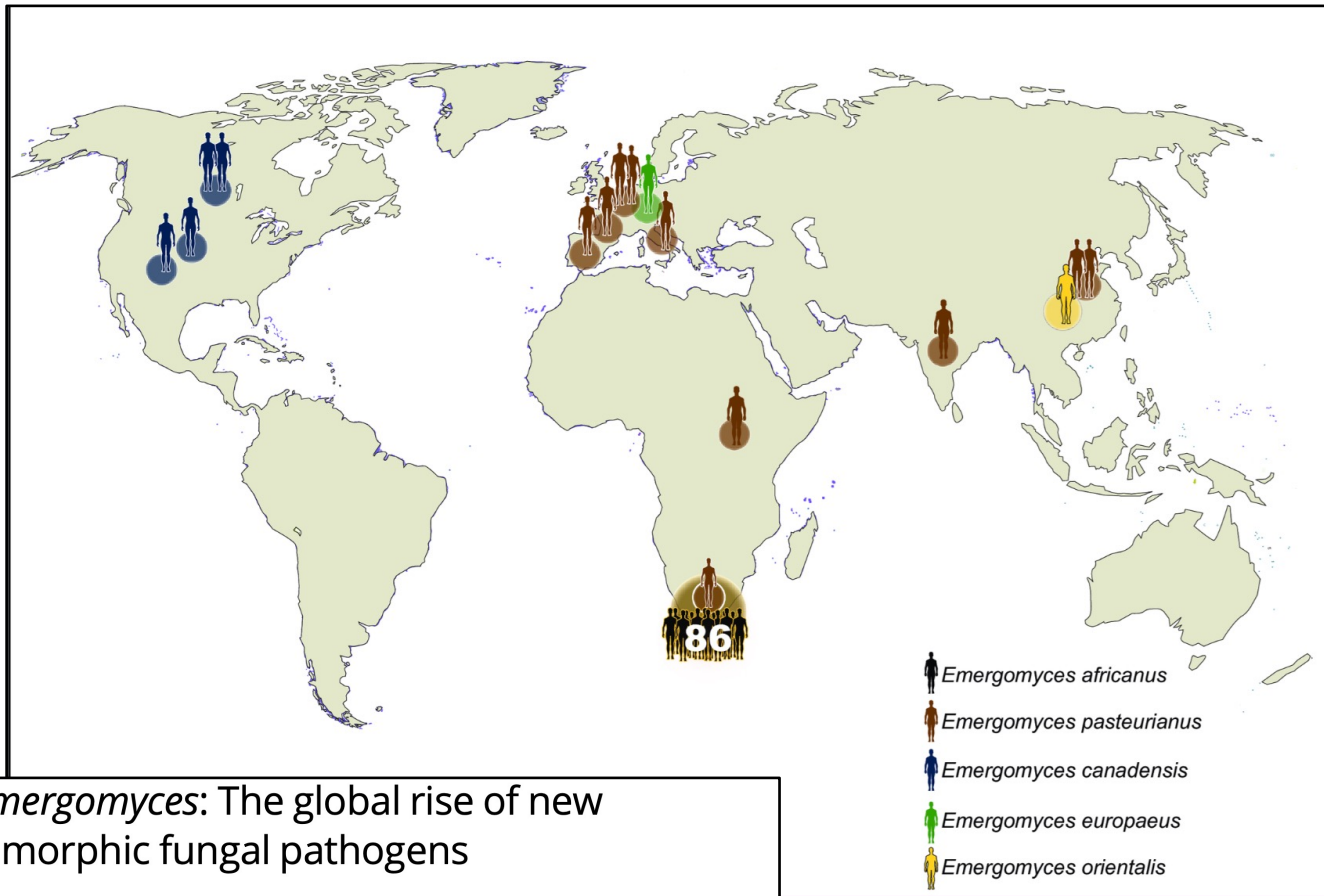 86
Emergomyces africanus
Emergomyces pasteurianus
Emergomyces canadensis
Emergomyces europaeus
Emergomyces orientalis
mergomyces: The global rise of new
morphic fungal pathogens